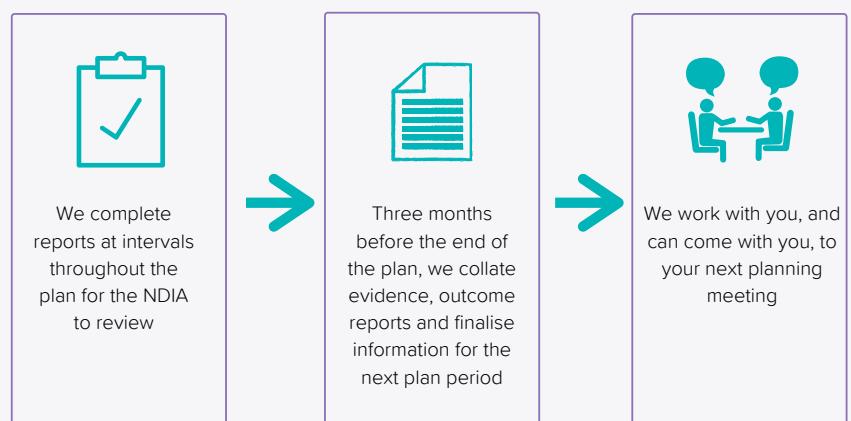 We complete
reports at intervals
throughout the
plan for the NDIA
to review
Three months
before the end of
the plan, we collate
evidence, outcome
reports and finalise
information for the
next plan period
We work with you, and
can come with you, to
your next planning
meeting